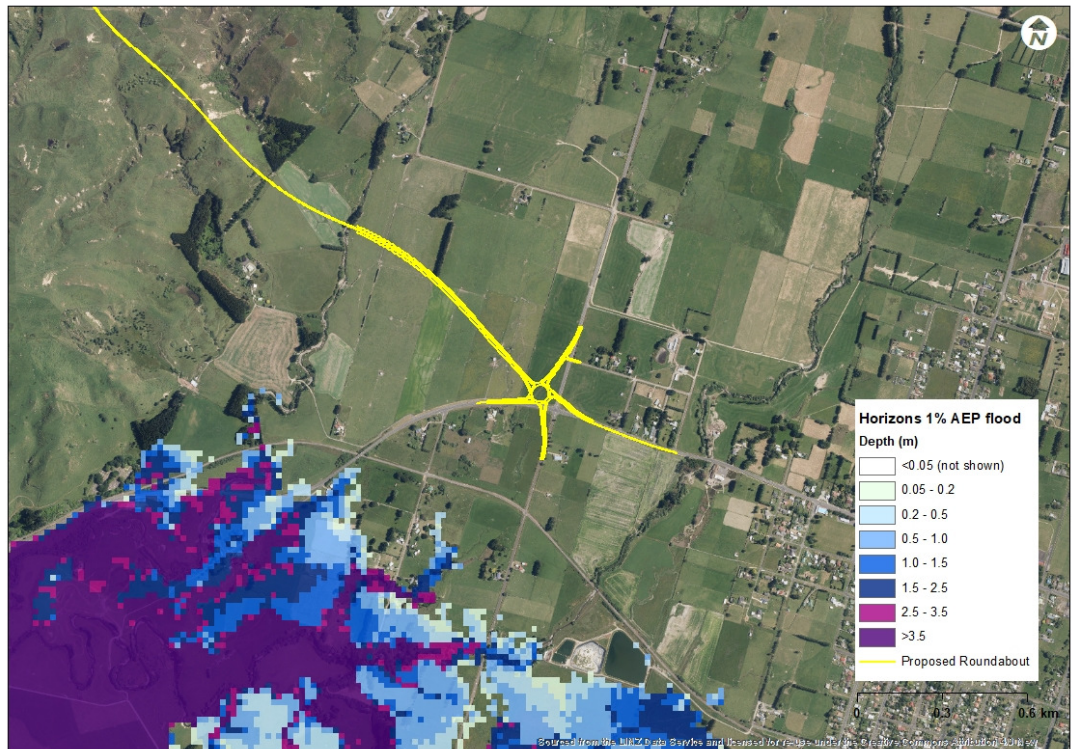 N
Horizons 1% AEP flood
Depth (m)
<0.05 (not shown)
0.05 - 0.2
0.2 - 0.5
0.5 - 1.0
1.0 - 1.5
1.5 - 2.5
2.5 - 3.5
>3.5
Proposed Roundabout
0 0.3 0.6 km
Sourced from the LINZ Data Service and licensed for re-use under the Creative Commons Attribution 4.0 New